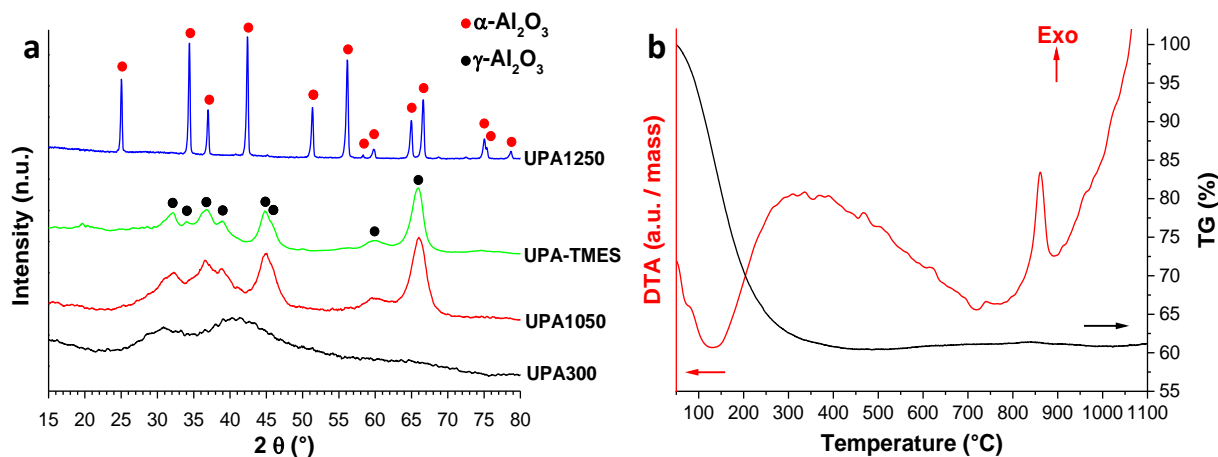 a
α-Al₂O₃
γ-Al₂O₃
UPA1250
UPA-TMES
UPA1050
UPA300
Intensity (n.u.)
15 20 25 30 35 40 45 50 55 60 65 70 75 80
2 θ (°)
b
Exo
DTA (a.u. / mass)
100
95
90
85
80
75
70
65
60
55
TG (%)
100 200 300 400 500 600 700 800 900 1000 1100
Temperature (°C)